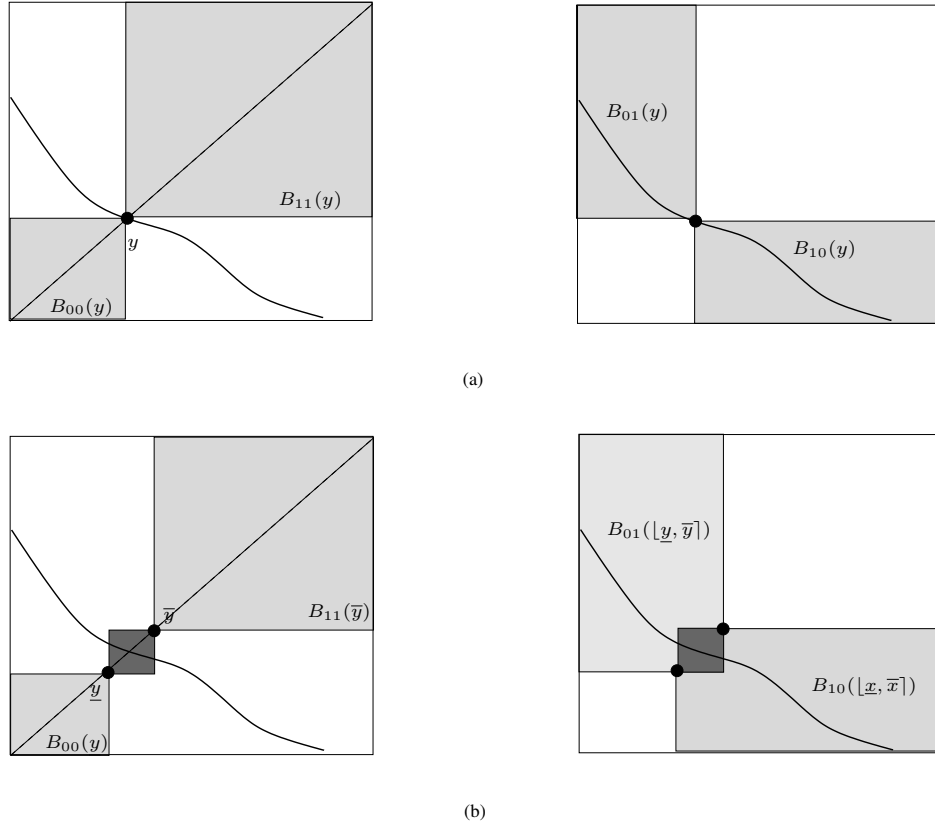 B₀₁(y)
B₁₁(y)
y
B₁₀(y)
B₀₀(y)
(a)
B₀₁(⌊y̲, y̅⌉)
y̅
B₁₁(y̅)
y̲
B₁₀(⌊x̲, x̅⌉)
B₀₀(y)
(b)